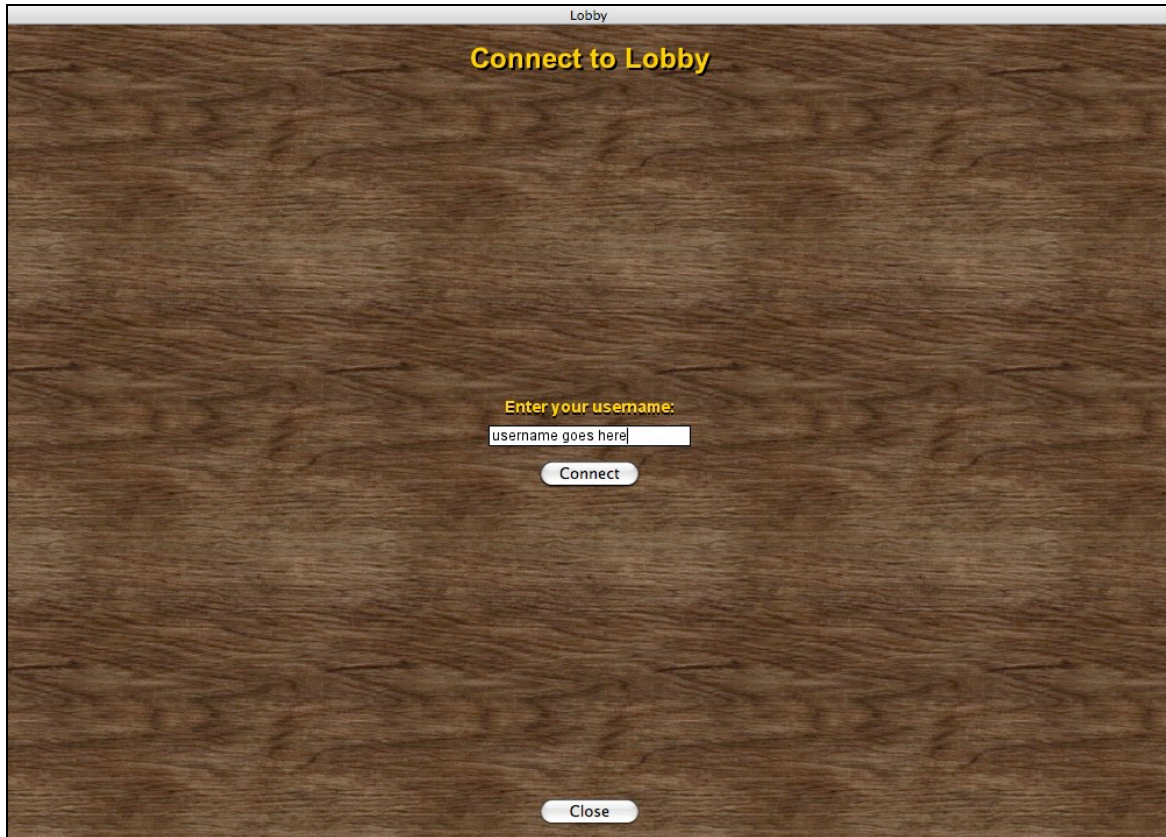 Lobby
Connect to Lobby
Enter your username:
username goes here
Connect
Close